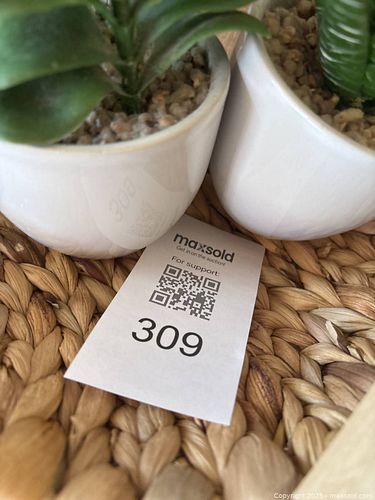 maxsold
Get in on the auction!
For support:
309
Copyright 2025 - maxsold.com